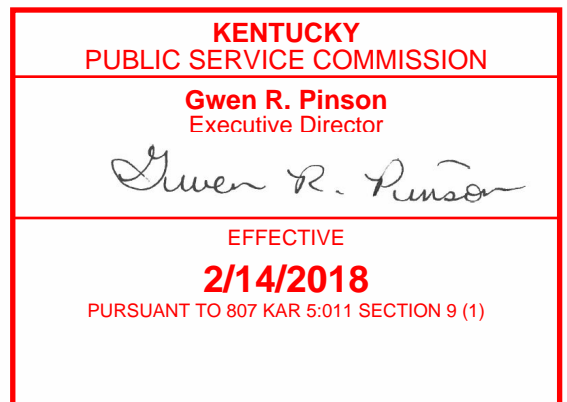 KENTUCKY
PUBLIC SERVICE COMMISSION
Gwen R. Pinson
Executive Director
Gwen R. Pinson
EFFECTIVE
2/14/2018
PURSUANT TO 807 KAR 5:011 SECTION 9 (1)